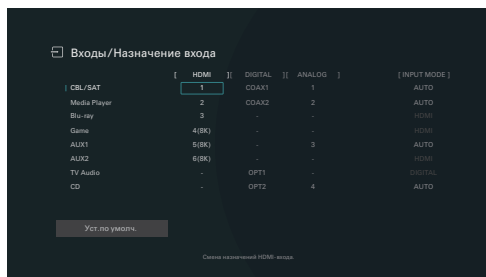 Входы/Назначение входа
[ HDMI ][ DIGITAL ][ ANALOG ] [ INPUT MODE ]
CBL/SAT 1 COAX1 1 AUTO
Media Player 2 COAX2 2 AUTO
Blu-ray 3 - - HDMI
Game 4(8K) - - HDMI
AUX1 5(8K) - 3 AUTO
AUX2 6(8K) - - HDMI
TV Audio - OPT1 - DIGITAL
CD - OPT2 4 AUTO
Уст.по умолч.
Смена назначений HDMI-входа.